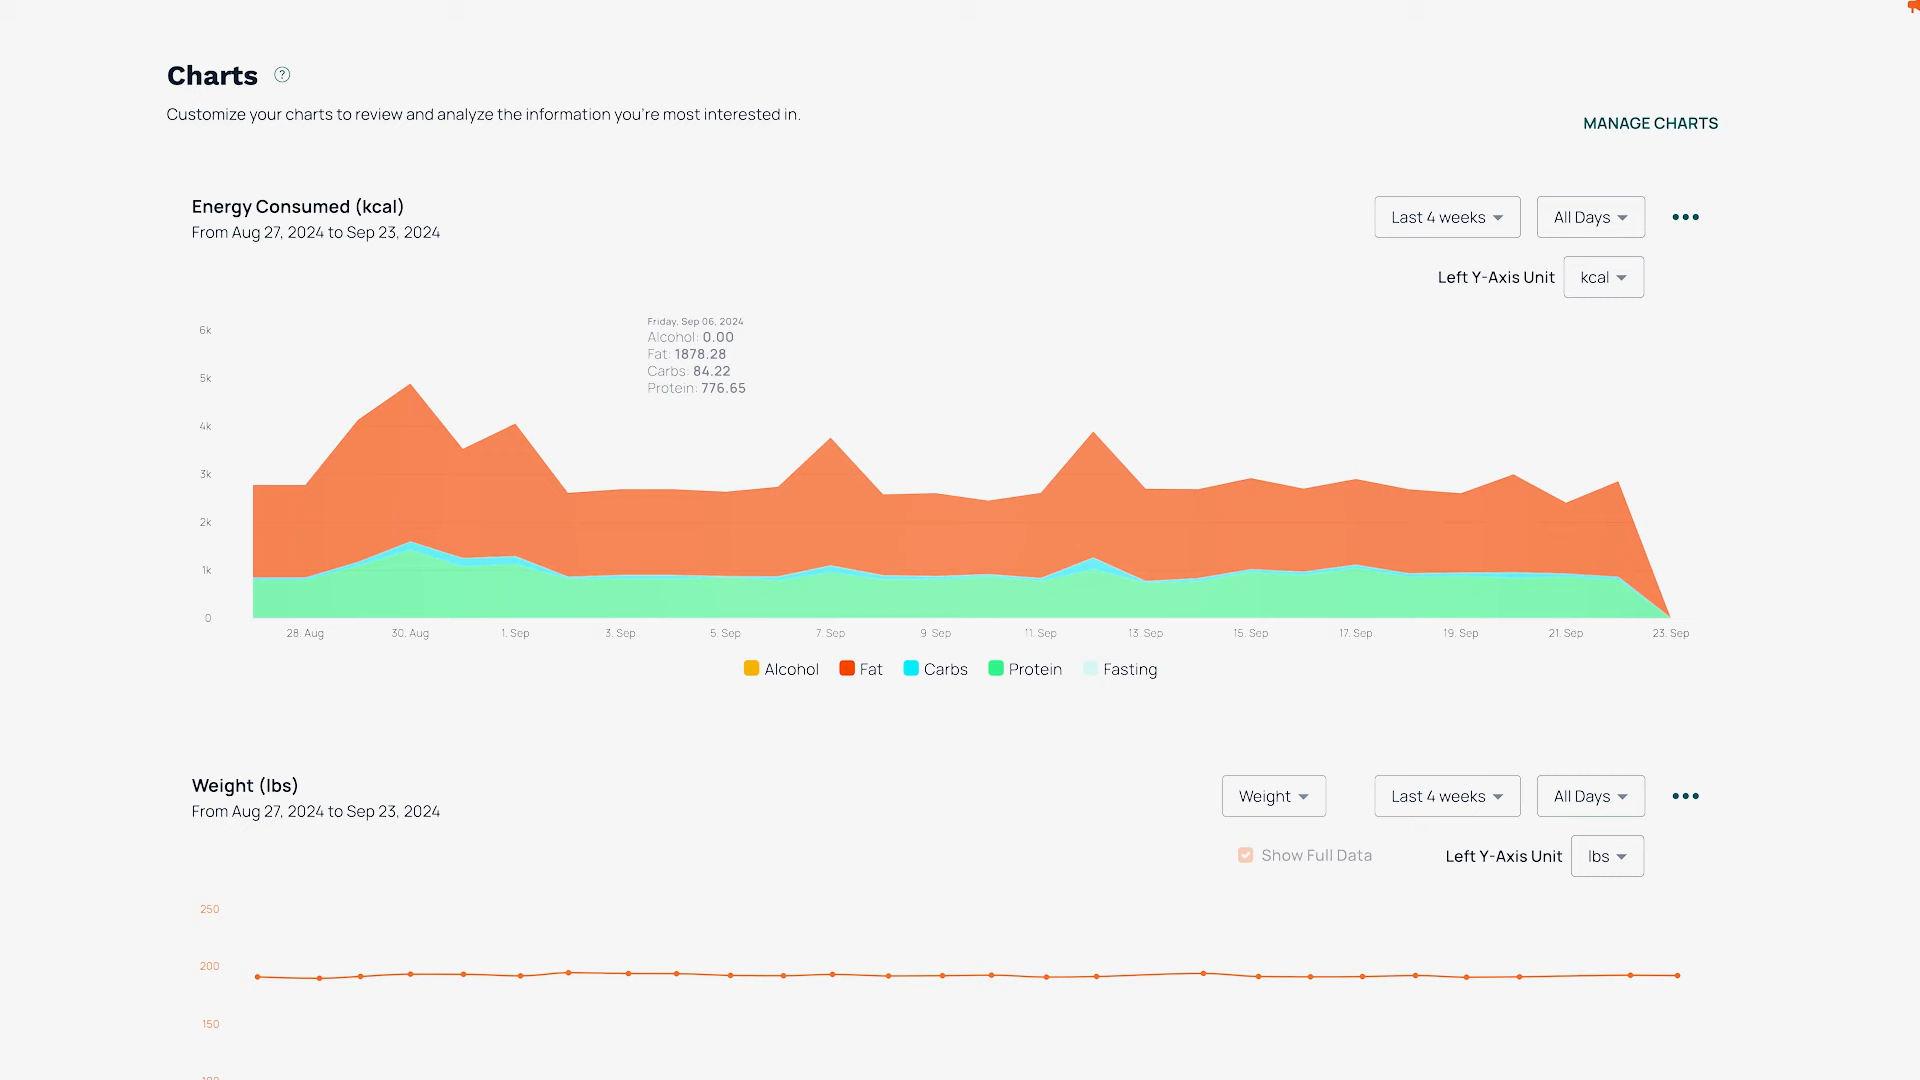 Charts ?
Customize your charts to review and analyze the information you're most interested in.
MANAGE CHARTS
Energy Consumed (kcal)
From Aug 27, 2024 to Sep 23, 2024
Last 4 weeks
All Days
Left Y-Axis Unit
kcal
Friday, Sep 06, 2024
Alcohol: 0.00
Fat: 1878.28
Carbs: 84.22
Protein: 776.65
6k
5k
4k
3k
2k
1k
0
28. Aug 30. Aug 1. Sep 3. Sep 5. Sep 7. Sep 9. Sep 11. Sep 13. Sep 15. Sep 17. Sep 19. Sep 21. Sep 23. Sep
Alcohol Fat Carbs Protein Fasting
Weight (lbs)
From Aug 27, 2024 to Sep 23, 2024
Weight
Last 4 weeks
All Days
Show Full Data
Left Y-Axis Unit
lbs
250
200
150